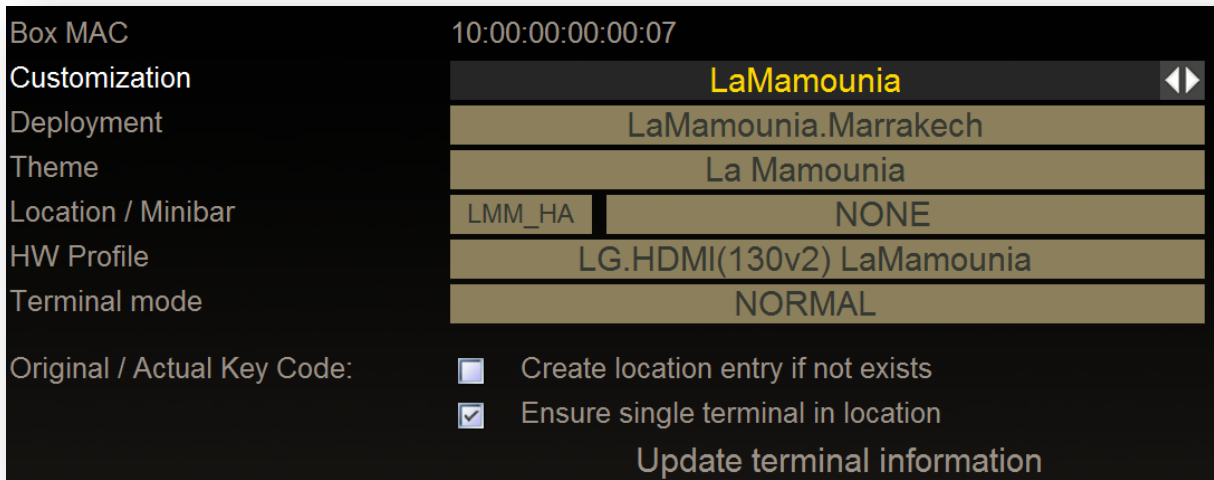 Box MAC 10:00:00:00:00:07
Customization LaMamounia
Deployment LaMamounia.Marrakech
Theme La Mamounia
Location / Minibar LMM_HA NONE
HW Profile LG.HDMI(130v2) LaMamounia
Terminal mode NORMAL
Original / Actual Key Code: Create location entry if not exists
Ensure single terminal in location
Update terminal information